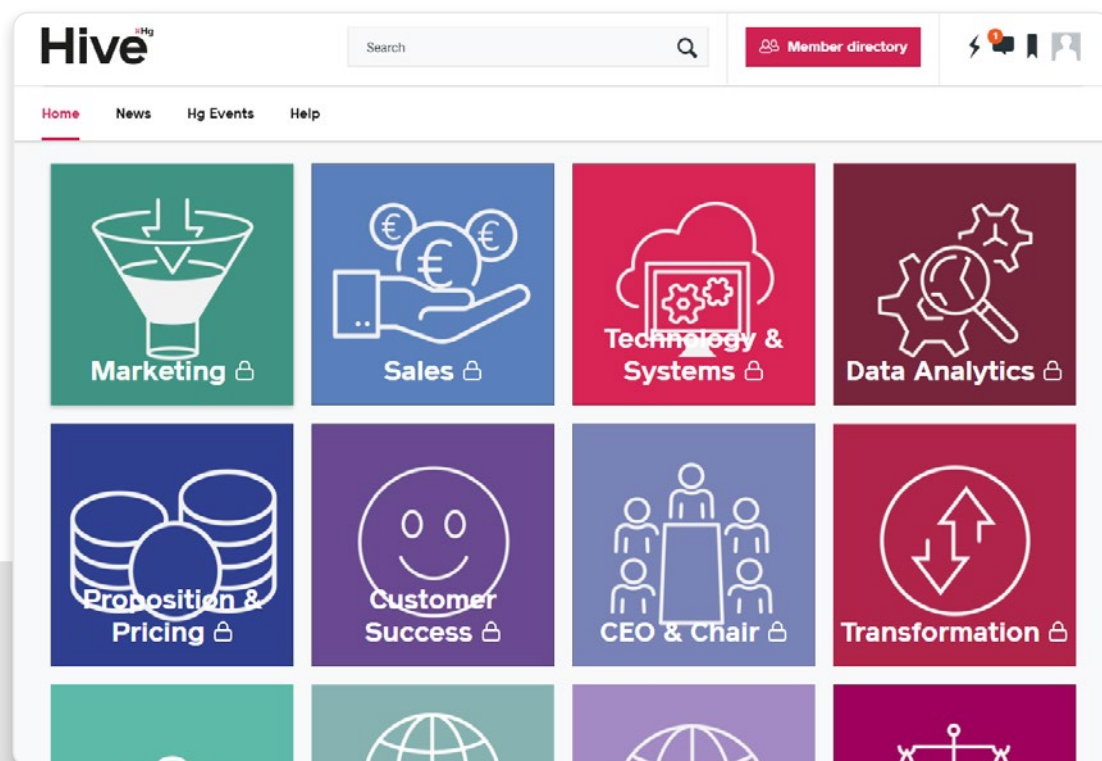 Hive Hg
Search
Member directory
1
Home News Hg Events Help
€ € €
Marketing
Sales
Technology &
Systems
Data Analytics
Proposition &
Pricing
Customer
Success
CEO & Chair
Transformation